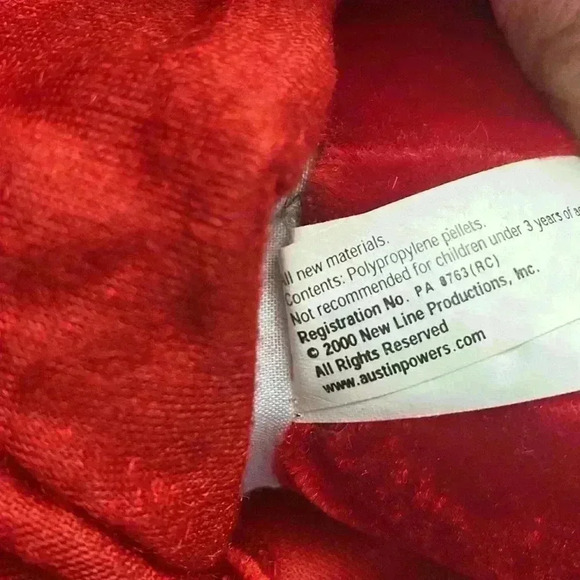 All new materials.
Contents: Polypropylene pellets.
Not recommended for children under 3 years of
Registration No. PA 0763(RC)
© 2000 New Line Productions, Inc.
All Rights Reserved
www.austinpowers.com